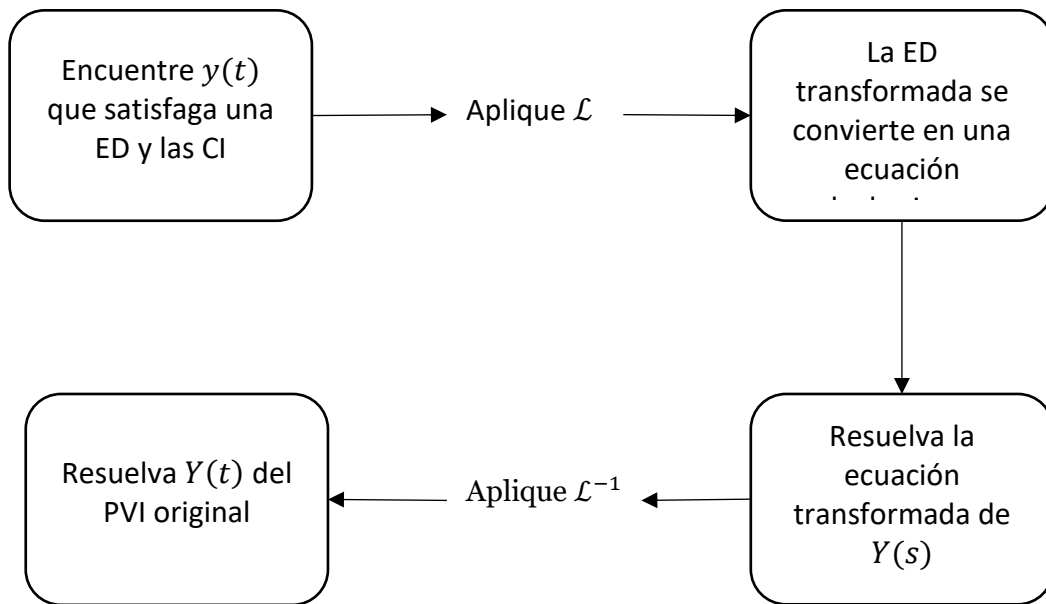 Encuentre y(t)
que satisfaga una
ED y las CI
Aplique ℒ
La ED
transformada se
convierte en una
ecuación
Resuelva la
ecuación
transformada de
Y(s)
Aplique ℒ⁻¹
Resuelva Y(t) del
PVI original